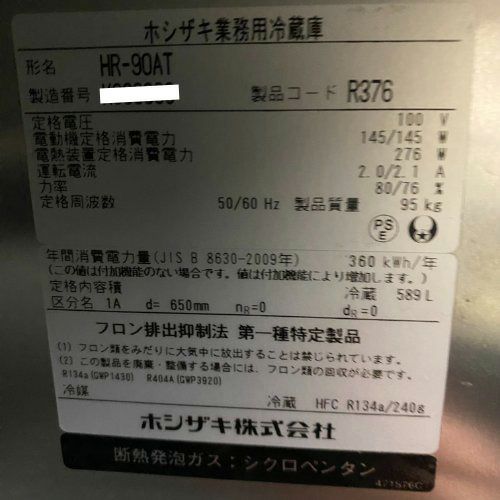 ホシザキ業務用冷蔵庫
形名 HR-90AT
製造番号 製品コード R376
定格電圧 100 V
電動機定格消費電力 145/145 W
電熱装置定格消費電力 276 W
運転電流 2.0/2.1 A
力率 80/76 %
定格周波数 50/60 Hz 製品質量 95 kg
PS
E
年間消費電力量(JIS B 8630-2009年) 360 kWh/年
(この値は付加機能のない場合です。値は付加機能により増加します。)
定格内容積 冷蔵 589 L
区分名 1A d= 650mm nR=0 dR=0
フロン排出抑制法 第一種特定製品
(1) フロン類をみだりに大気中に放出することは禁じられています。
(2) この製品を廃棄・整備する場合には、フロン類の回収が必要です。
R134a(GWP1430) R404A(GWP3920)
冷媒 冷蔵 HFC R134a/240g
ホシザキ株式会社
断熱発泡ガス:シクロペンタン